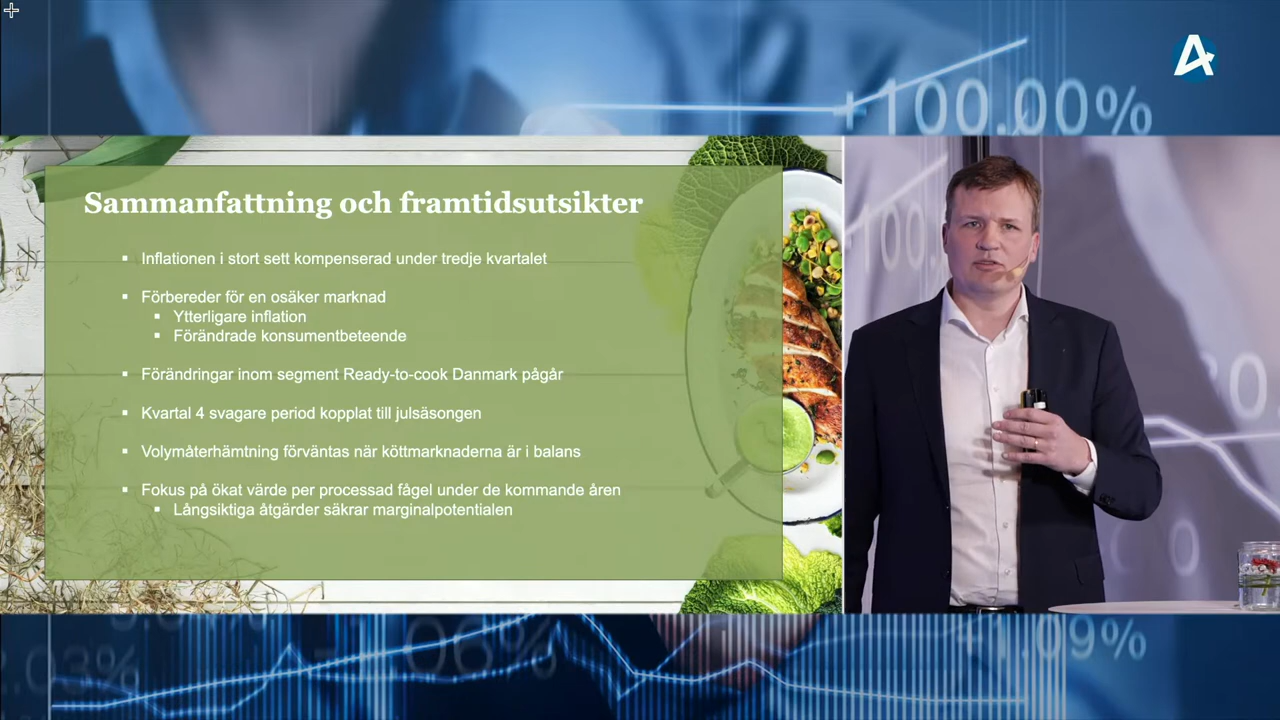 +100.00%
Sammanfattning och framtidsutsikter
▪ Inflationen i stort sett kompenserad under tredje kvartalet
▪ Förbereder för en osäker marknad
▪ Ytterligare inflation
▪ Förändrade konsumentbeteende
▪ Förändringar inom segment Ready-to-cook Danmark pågår
▪ Kvartal 4 svagare period kopplat till julsäsongen
▪ Volymåterhämtning förväntas när köttmarknaderna är i balans
▪ Fokus på ökat värde per processad fågel under de kommande åren
▪ Långsiktiga åtgärder säkrar marginalpotentialen